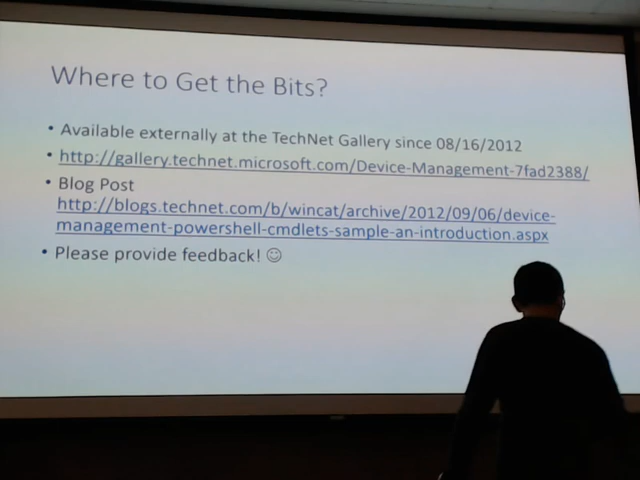 Where to Get the Bits?
• Available externally at the TechNet Gallery since 08/16/2012
• http://gallery.technet.microsoft.com/Device-Management-7fad2388/
• Blog Post
http://blogs.technet.com/b/wincat/archive/2012/09/06/device-
management-powershell-cmdlets-sample-an-introduction.aspx
• Please provide feedback! ☺